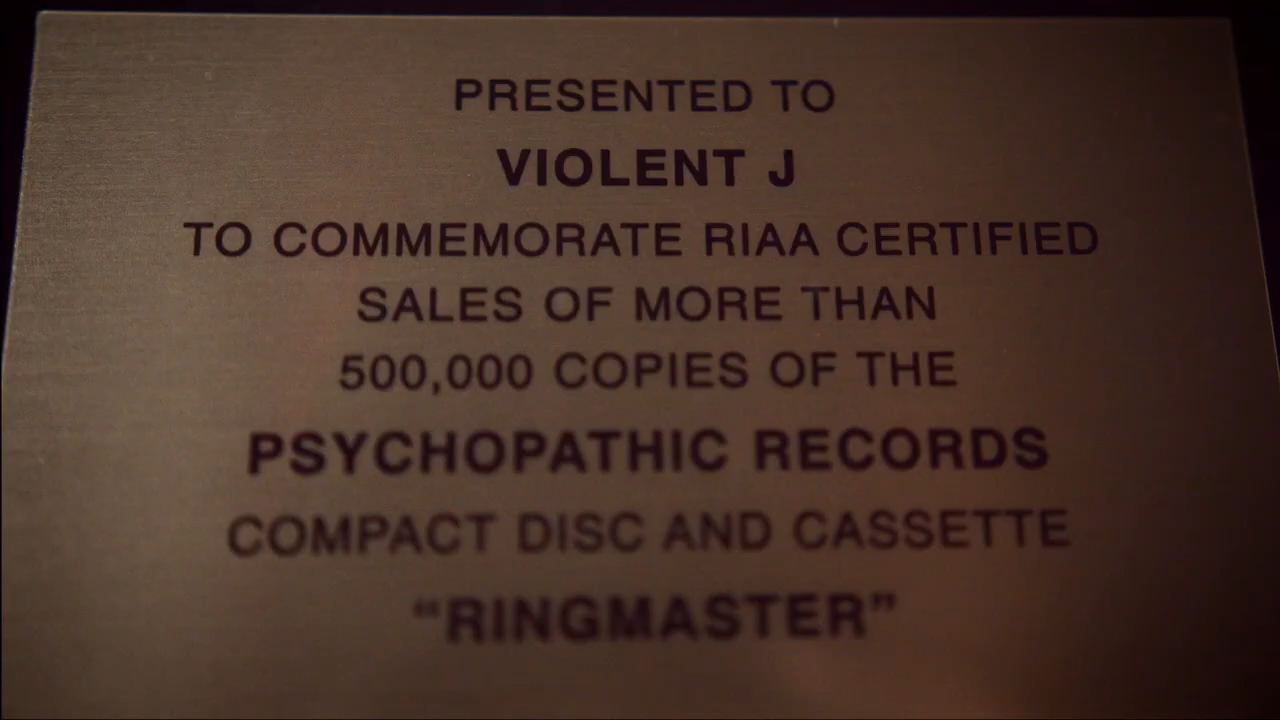 PRESENTED TO
VIOLENT J
TO COMMEMORATE RIAA CERTIFIED
SALES OF MORE THAN
500,000 COPIES OF THE
PSYCHOPATHIC RECORDS
COMPACT DISC AND CASSETTE
“RINGMASTER”